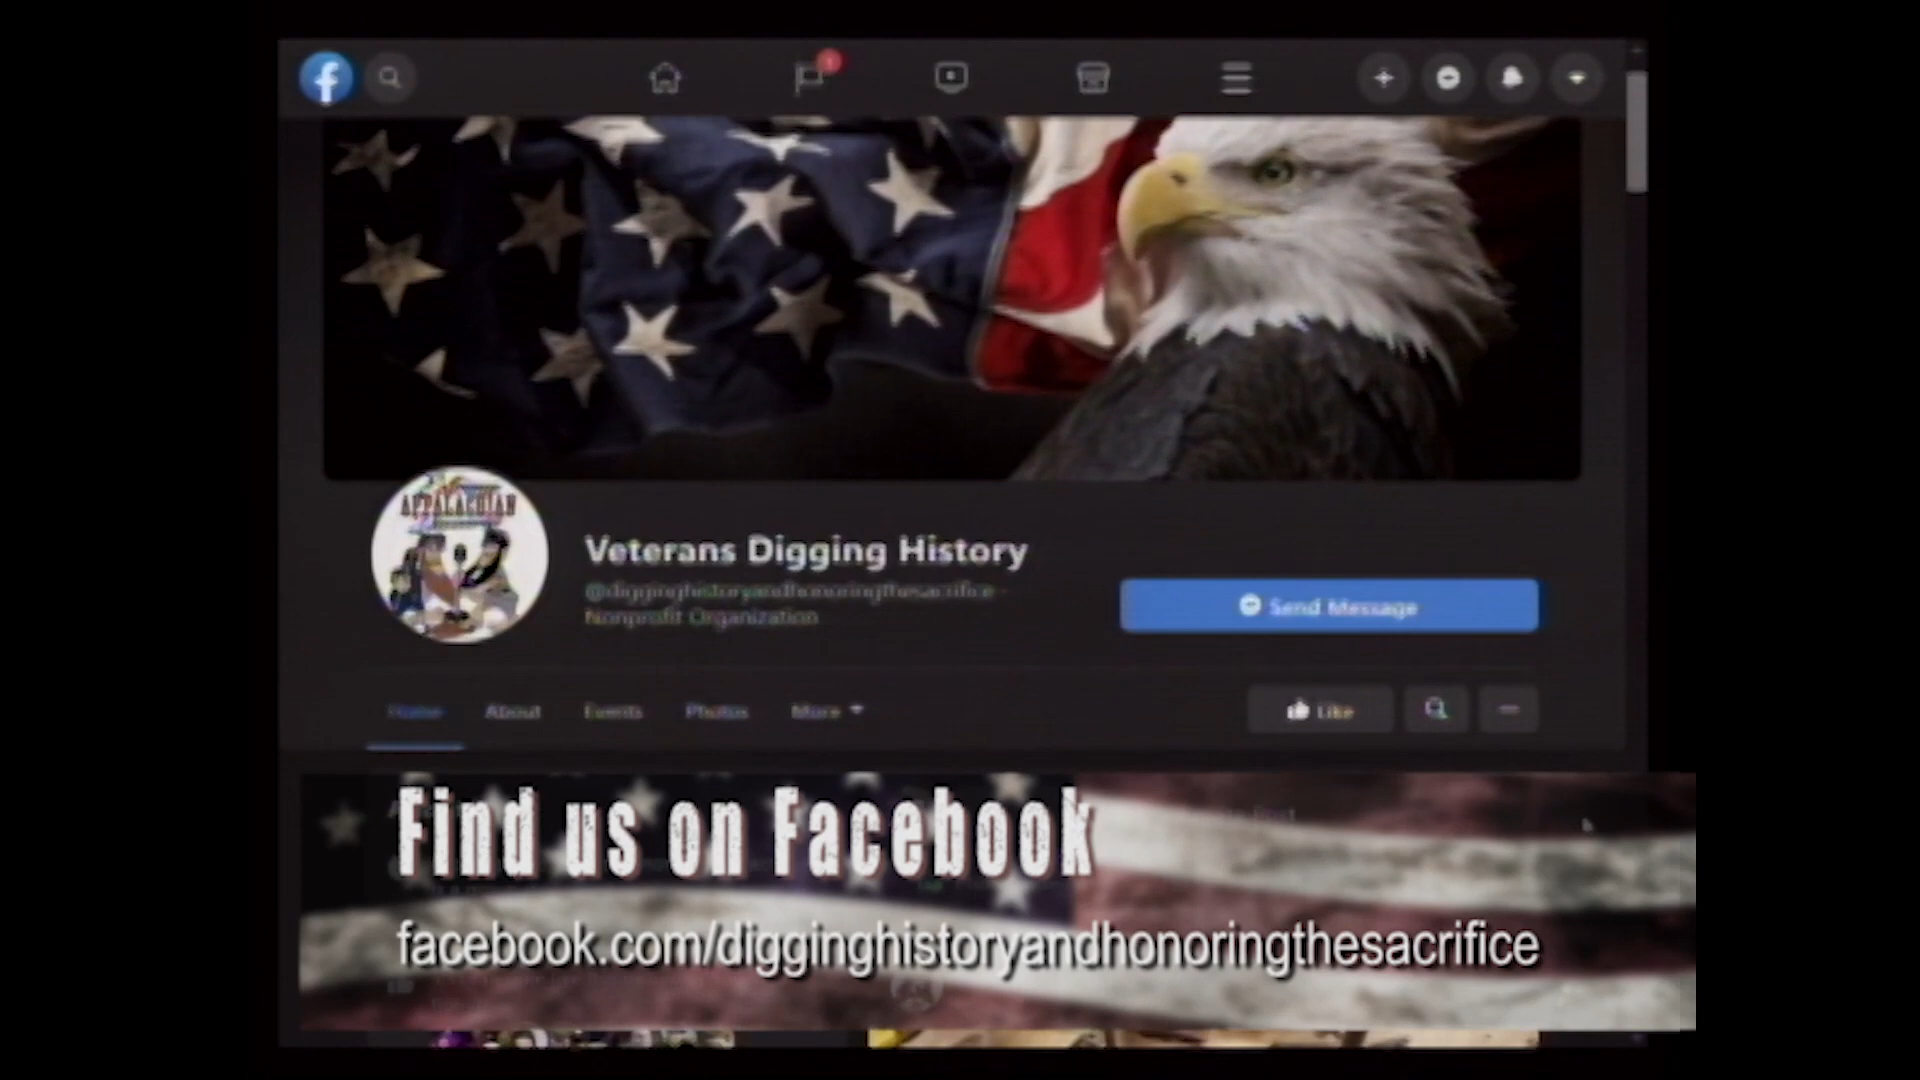 APPALACHIAN
Veterans Digging History
@digginghistoryandhonoringthesacrifice ·
Nonprofit Organization
Send Message
Home About Events Photos More
Like
Find us on Facebook
facebook.com/digginghistoryandhonoringthesacrifice